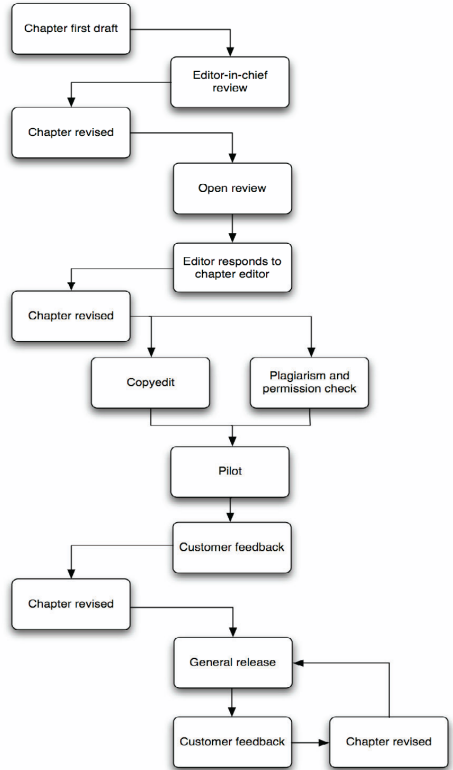 Chapter first draft
Editor-in-chief
review
Chapter revised
Open review
Editor responds to
chapter editor
Chapter revised
Copyedit
Plagiarism and
permission check
Pilot
Customer feedback
Chapter revised
General release
Customer feedback
Chapter revised